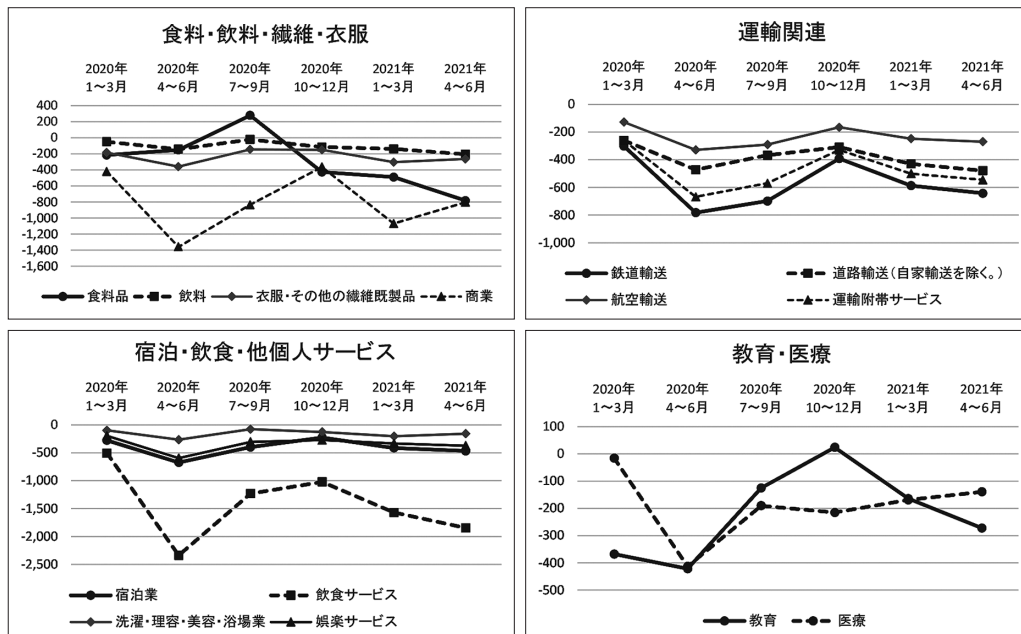 食料・飲料・繊維・衣服
2020年 2020年 2020年 2020年 2021年 2021年
1～3月 4～6月 7～9月 10～12月 1～3月 4～6月
400
200
0
-200
-400
-600
-800
-1,000
-1,200
-1,400
-1,600
食料品 飲料 衣服・その他の繊維既製品 商業
運輸関連
2020年 2020年 2020年 2020年 2021年 2021年
1～3月 4～6月 7～9月 10～12月 1～3月 4～6月
0
-200
-400
-600
-800
-1,000
鉄道輸送 道路輸送(自家輸送を除く。)
航空輸送 運輸附帯サービス
宿泊・飲食・他個人サービス
2020年 2020年 2020年 2020年 2021年 2021年
1～3月 4～6月 7～9月 10～12月 1～3月 4～6月
0
-500
-1,000
-1,500
-2,000
-2,500
宿泊業 飲食サービス
洗濯・理容・美容・浴場業 娯楽サービス
教育・医療
2020年 2020年 2020年 2020年 2021年 2021年
1～3月 4～6月 7～9月 10～12月 1～3月 4～6月
100
0
-100
-200
-300
-400
-500
教育 医療